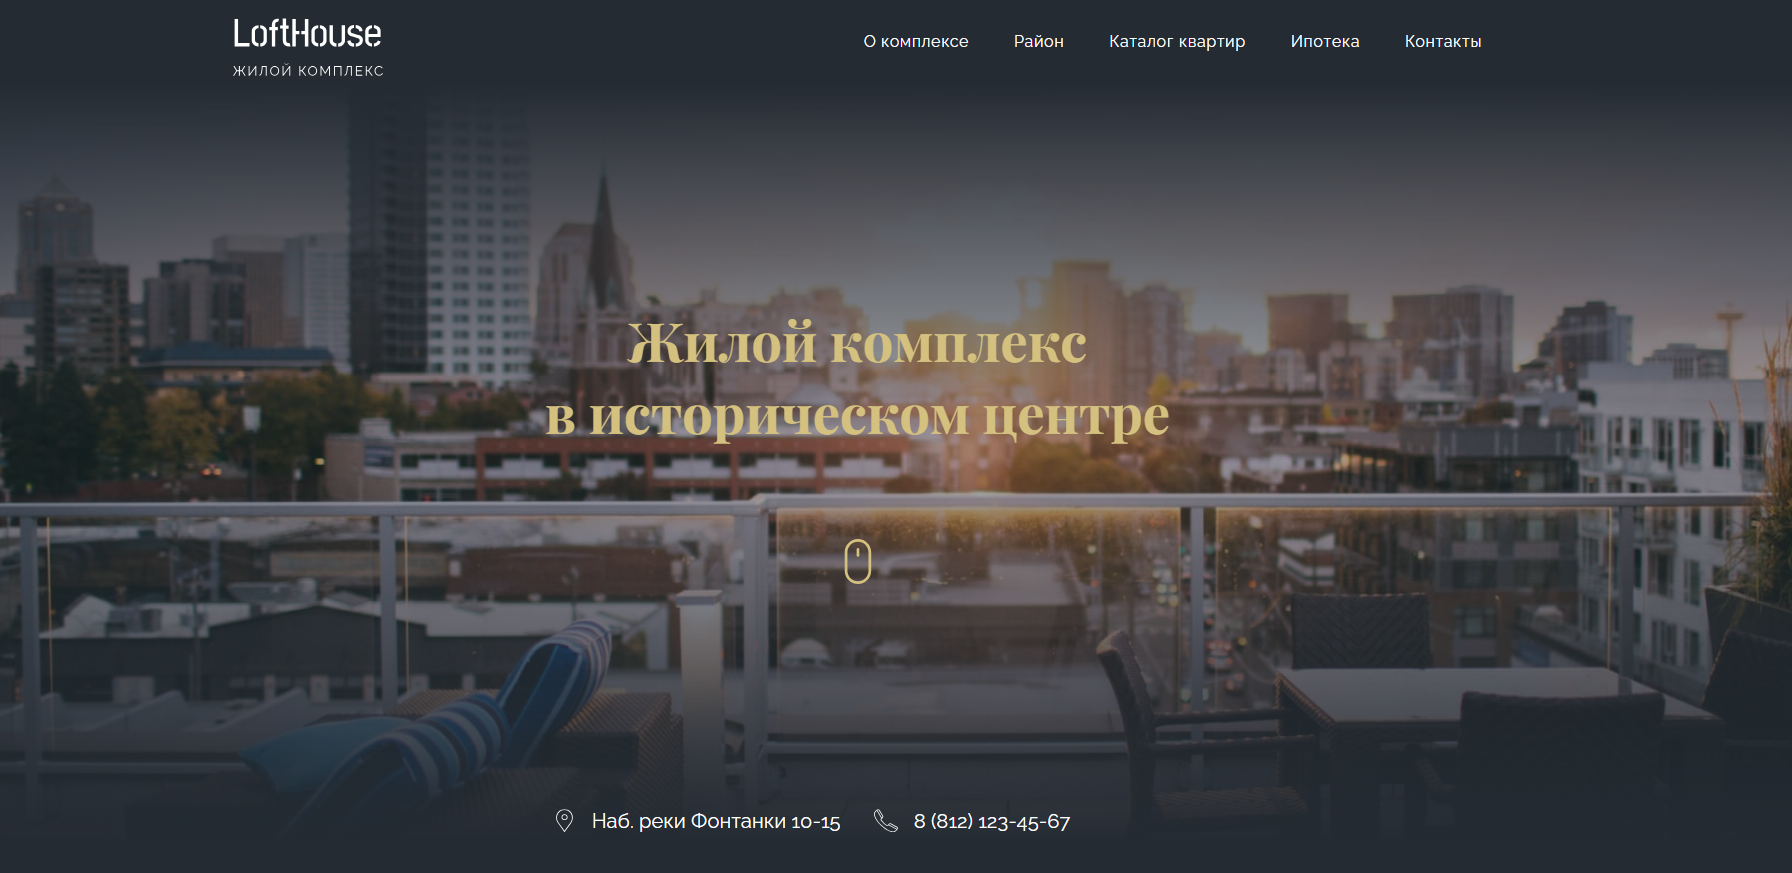 LoftHouse
ЖИЛОЙ КОМПЛЕКС
О комплексе Район Каталог квартир Ипотека Контакты
Жилой комплекс
в историческом центре
Наб. реки Фонтанки 10-15 8 (812) 123-45-67